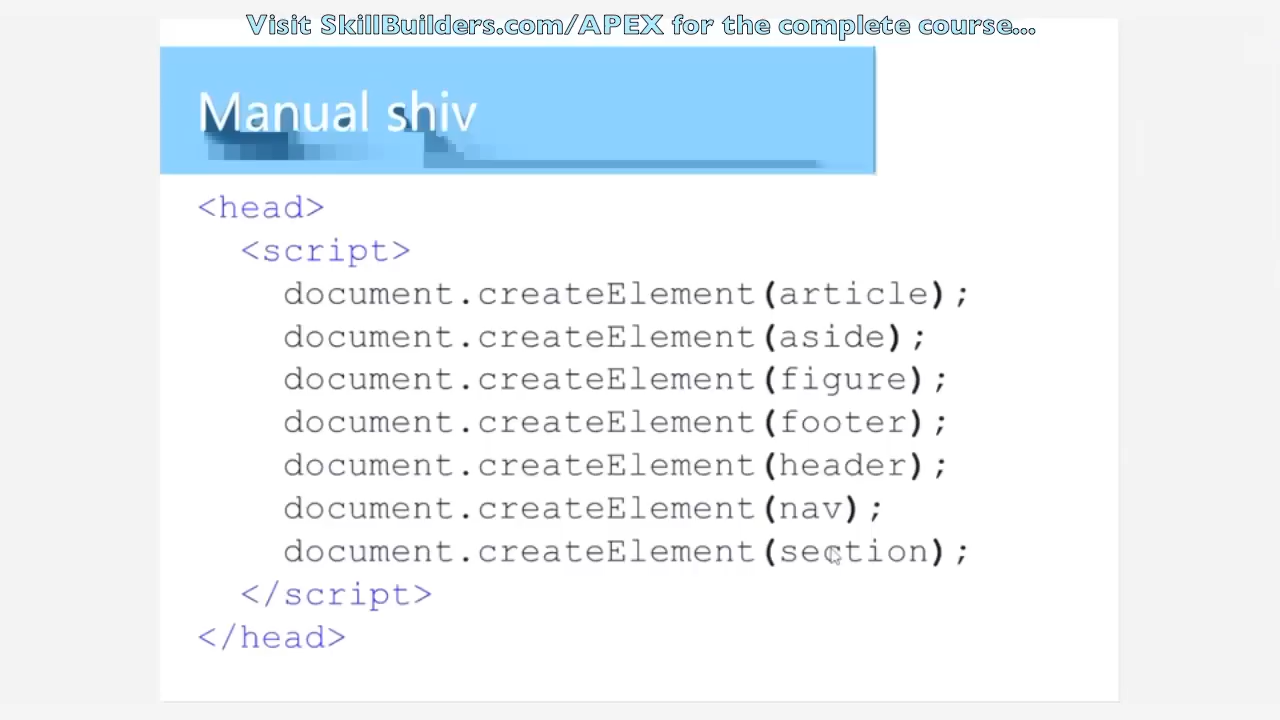 Visit SkillBuilders.com/APEX for the complete course...
Manual shiv
<head>
<script>
document.createElement(article);
document.createElement(aside);
document.createElement(figure);
document.createElement(footer);
document.createElement(header);
document.createElement(nav);
document.createElement(section);
</script>
</head>